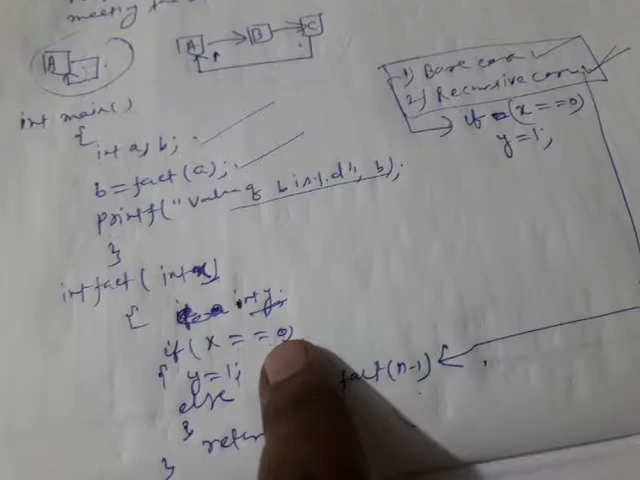 meeting
A
A B C
int main()
{
int a, b;
b = fact(a);
printf("value of b is %d", b);
}
int fact( int x)
{ int y;
if (x == 0)
{ y=1;
else
}
}
fact(n-1)
1) Base case
2) Recursive case
if (x == 0)
y=1;